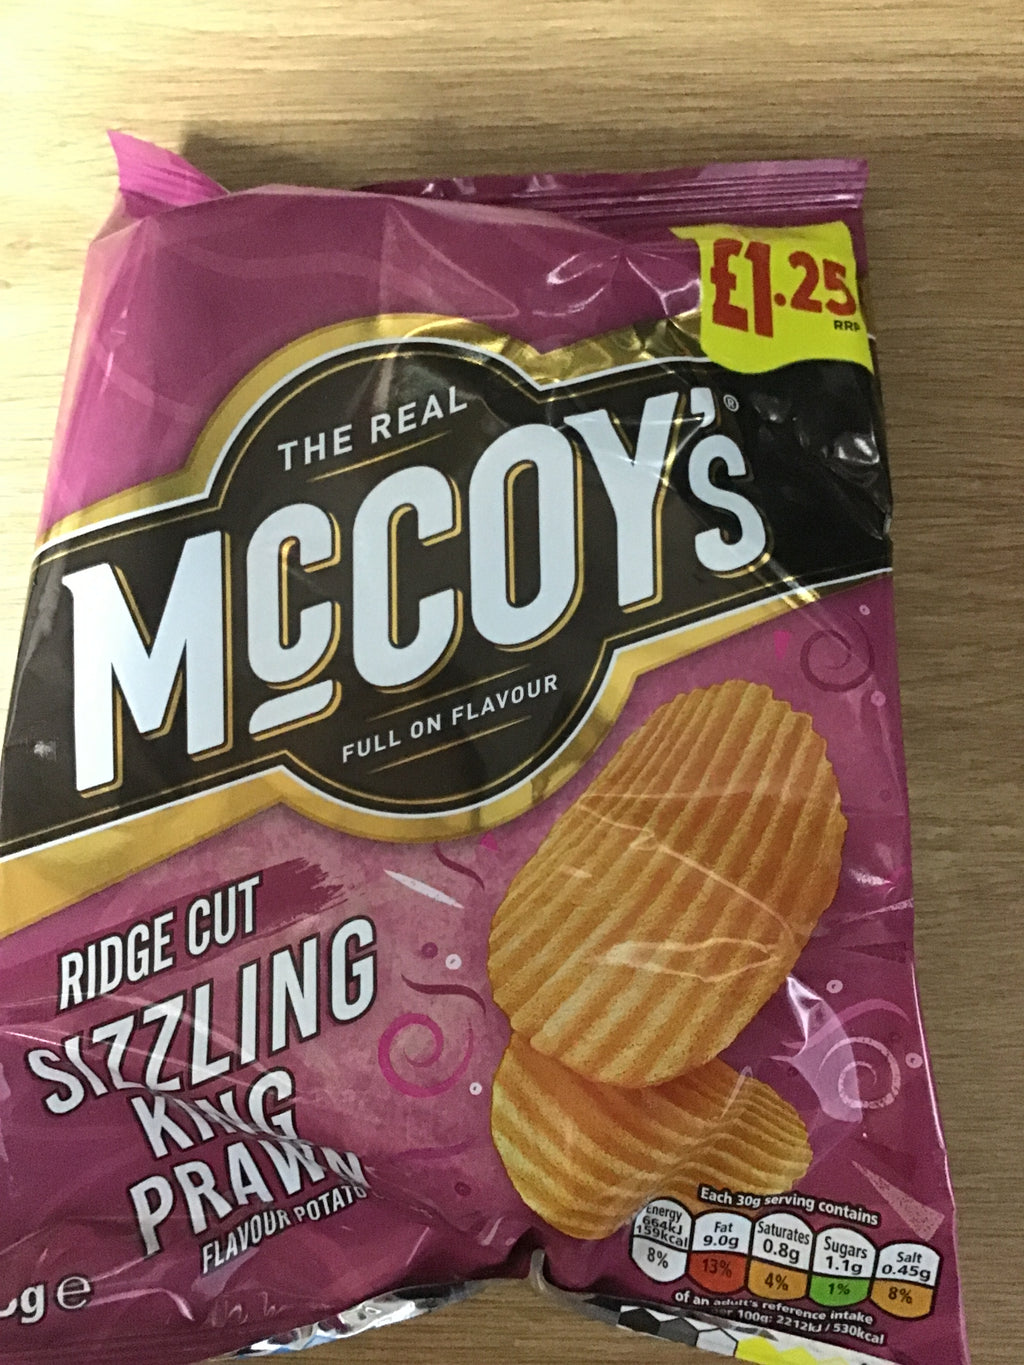 £1.25
RRP
THE REAL
McCOY's®
FULL ON FLAVOUR
RIDGE CUT
SIZZLING
KING
PRAWN
FLAVOUR POTATO
g e
Each 30g serving contains
Energy
664kJ
159kcal
8%
Fat
9.0g
13%
Saturates
0.8g
4%
Sugars
1.1g
1%
Salt
0.45g
8%
of an adult's reference intake
100g: 2212kJ / 530kcal